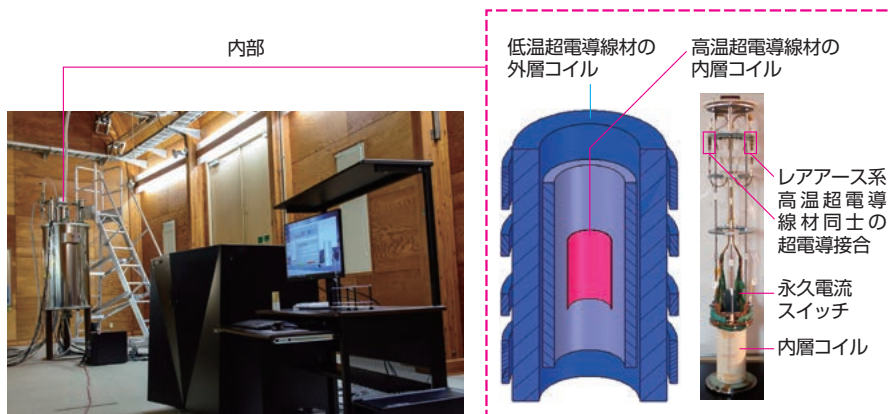 内部
低温超電導線材の
外層コイル
高温超電導線材の
内層コイル
レアアース系
高温超電導
線材同士の
超電導接合
永久電流
スイッチ
内層コイル